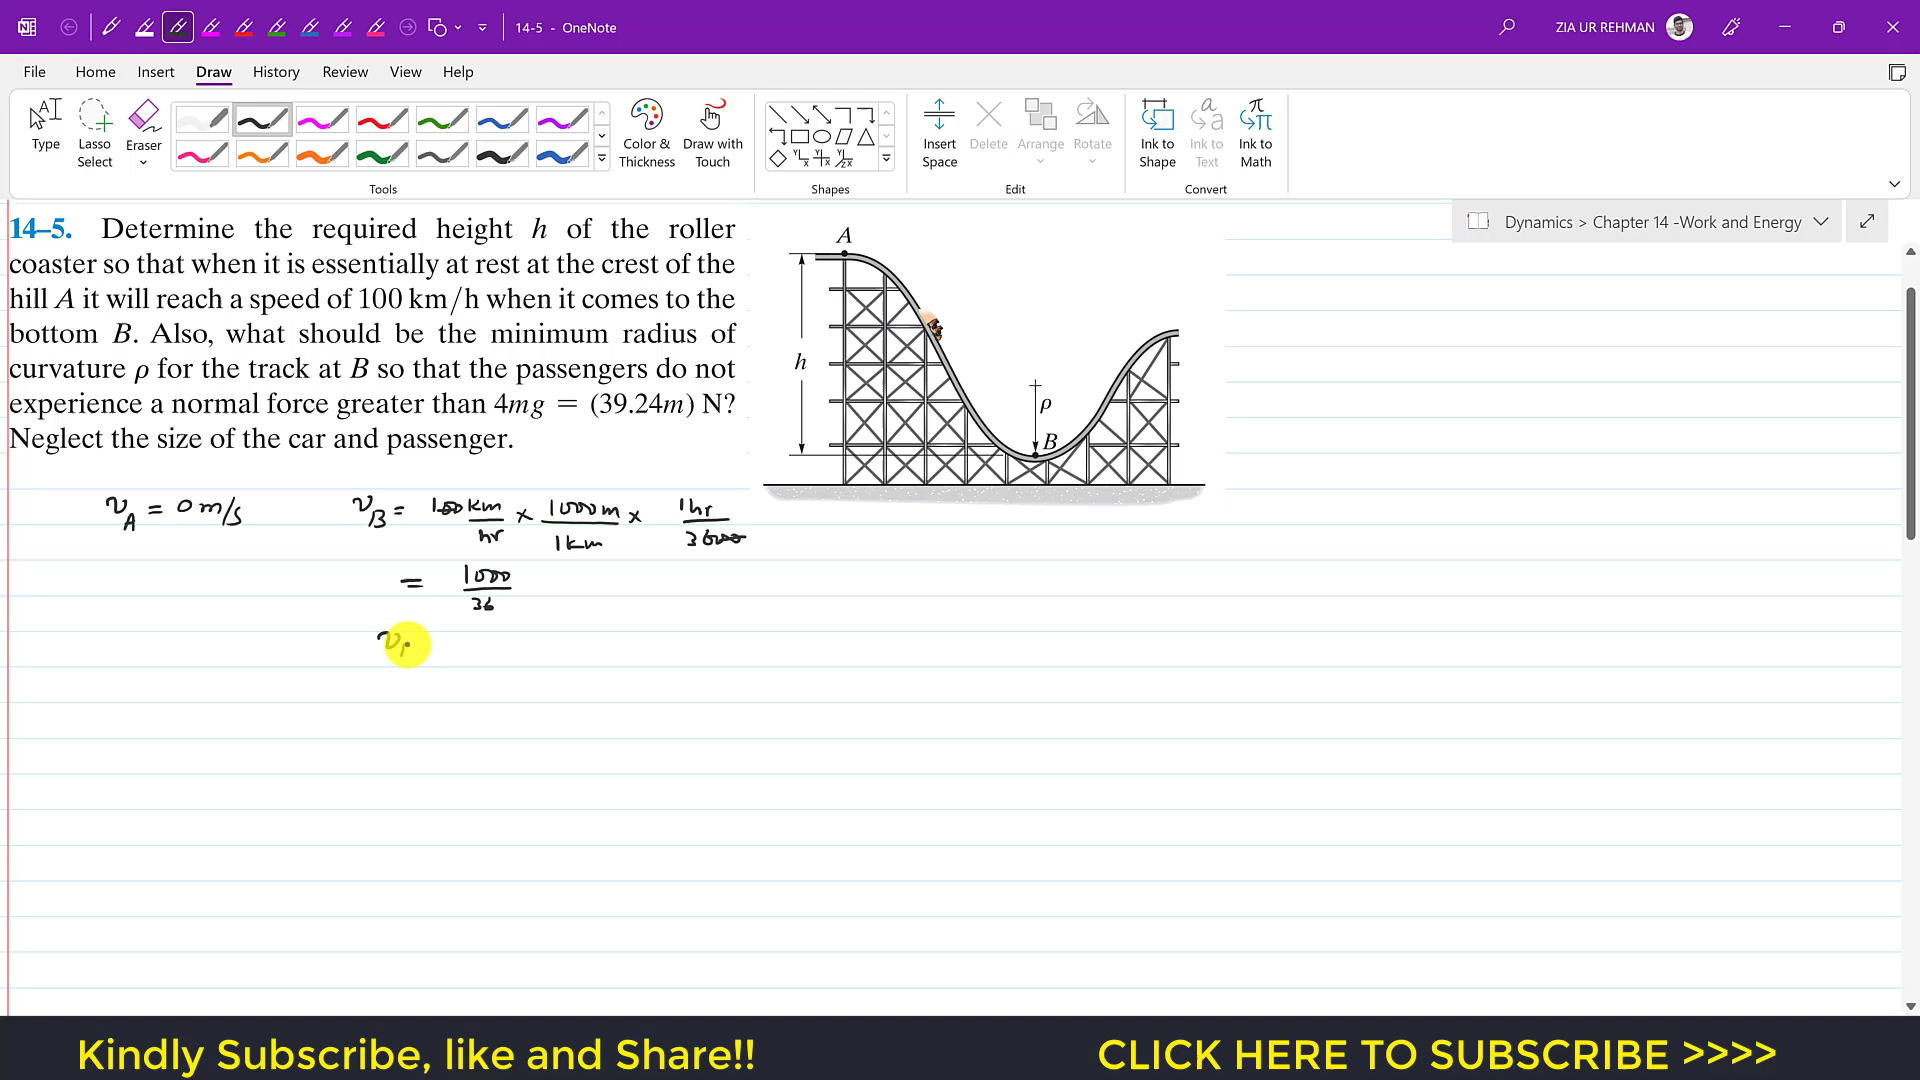 14-5 - OneNote
ZIA UR REHMAN
File Home Insert Draw History Review View Help
Type
Lasso Select
Eraser
Color & Thickness
Draw with Touch
Insert Space
Delete
Arrange
Rotate
Ink to Shape
Ink to Text
Ink to Math
Tools
Shapes
Edit
Convert
Dynamics > Chapter 14 -Work and Energy
14–5. Determine the required height h of the roller
coaster so that when it is essentially at rest at the crest of the
hill A it will reach a speed of 100 km/h when it comes to the
bottom B. Also, what should be the minimum radius of
curvature ρ for the track at B so that the passengers do not
experience a normal force greater than 4mg = (39.24m) N?
Neglect the size of the car and passenger.
A
h
ρ
B
v_A = 0 m/s
v_B = 100 km/hr × 1000m/1km × 1hr/3600
= 1000/36
v
Kindly Subscribe, like and Share!!
CLICK HERE TO SUBSCRIBE >>>>